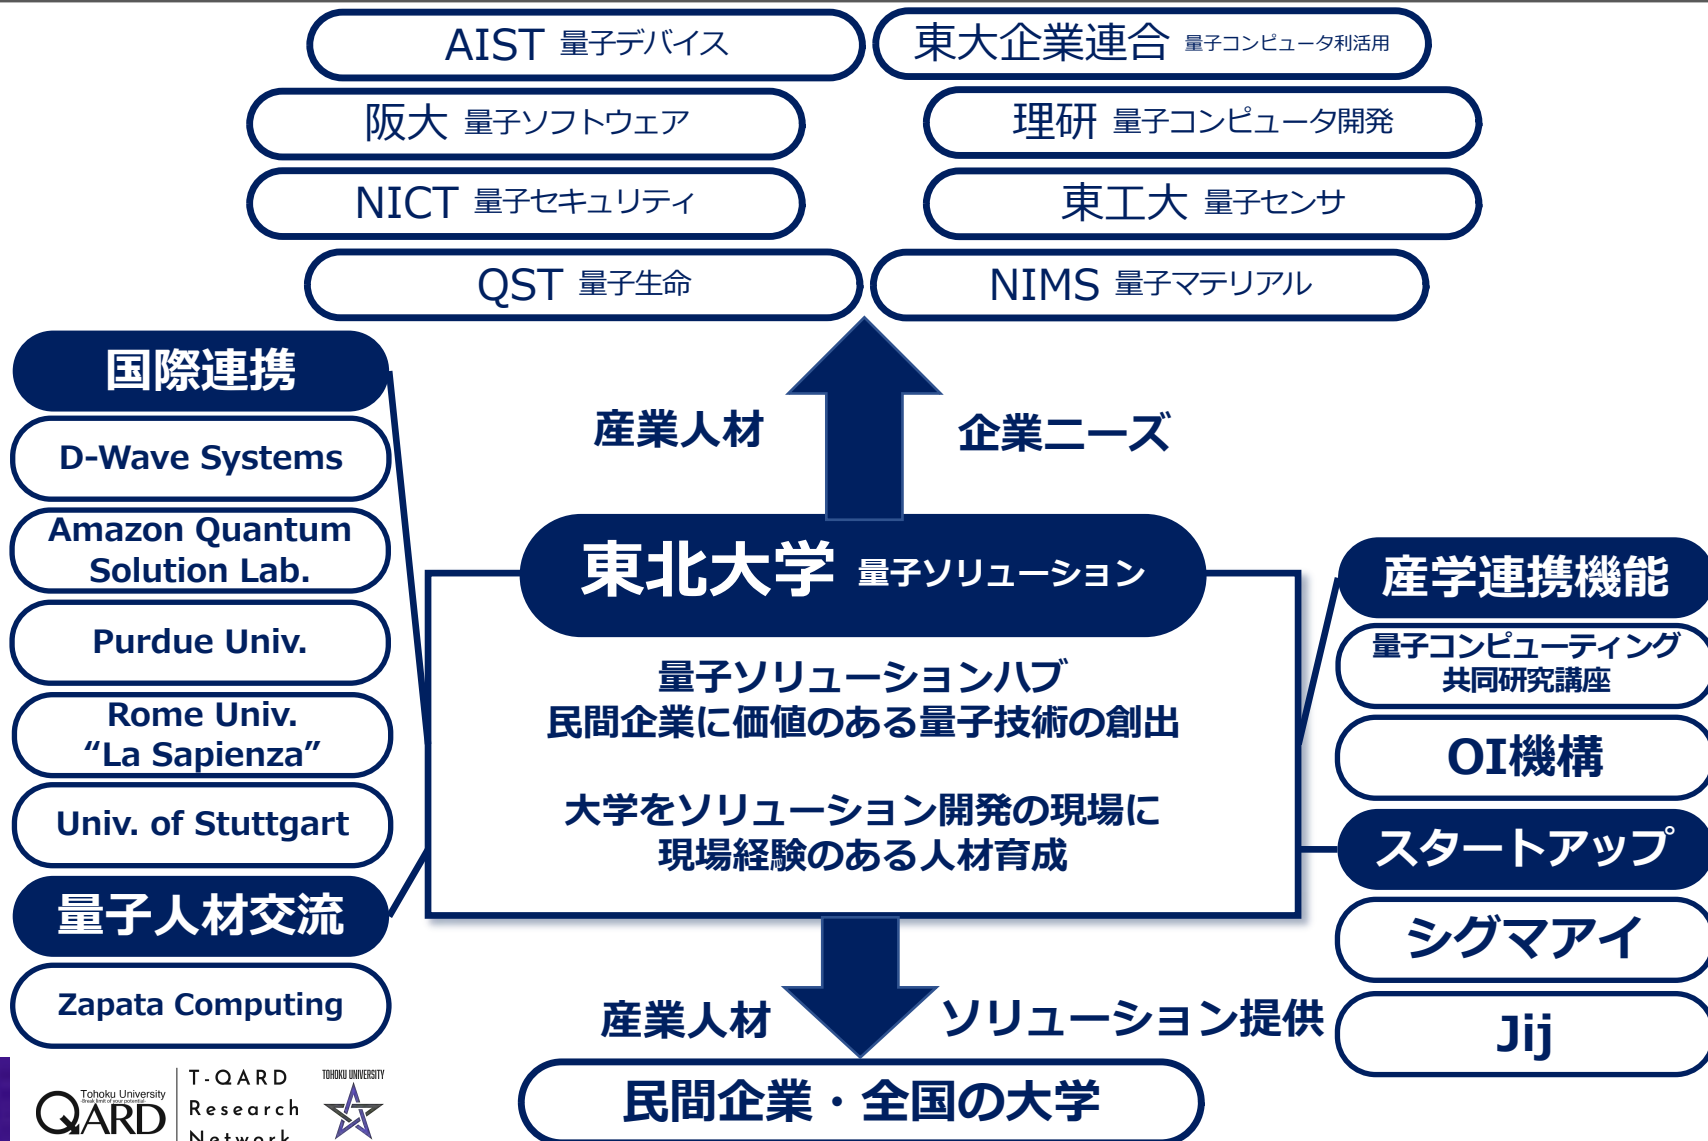 AIST 量子デバイス
東大企業連合 量子コンピュータ利活用
阪大 量子ソフトウェア
理研 量子コンピュータ開発
NICT 量子セキュリティ
東工大 量子センサ
QST 量子生命
NIMS 量子マテリアル
産業人材
企業ニーズ
国際連携
D-Wave Systems
Amazon Quantum
Solution Lab.
Purdue Univ.
Rome Univ.
“La Sapienza”
Univ. of Stuttgart
量子人材交流
Zapata Computing
東北大学 量子ソリューション
量子ソリューションハブ
民間企業に価値のある量子技術の創出
大学をソリューション開発の現場に
現場経験のある人材育成
産学連携機能
量子コンピューティング
共同研究講座
OI機構
スタートアップ
シグマアイ
Jij
産業人材
ソリューション提供
民間企業・全国の大学
Tohoku University
Break limit of your potential
QARD
T-QARD
Research
Network
TOHOKU UNIVERSITY